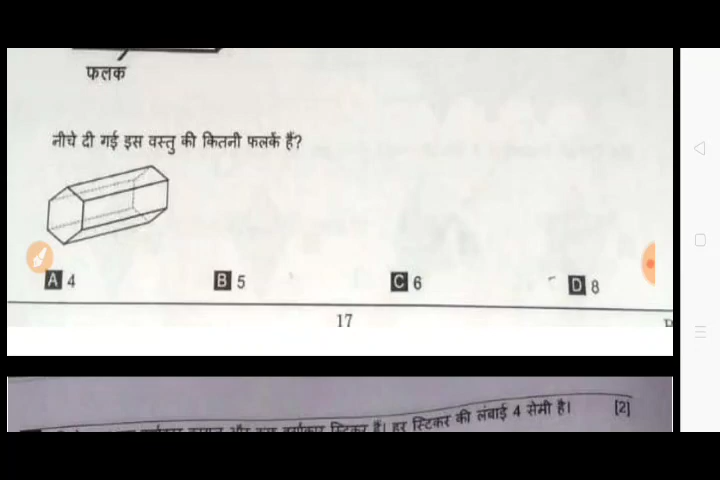 फलक
नीचे दी गई इस वस्तु की कितनी फलकें हैं?
A 4 B 5 C 6 D 8
17
हर स्टिकर की लंबाई 4 सेमी है। [2]